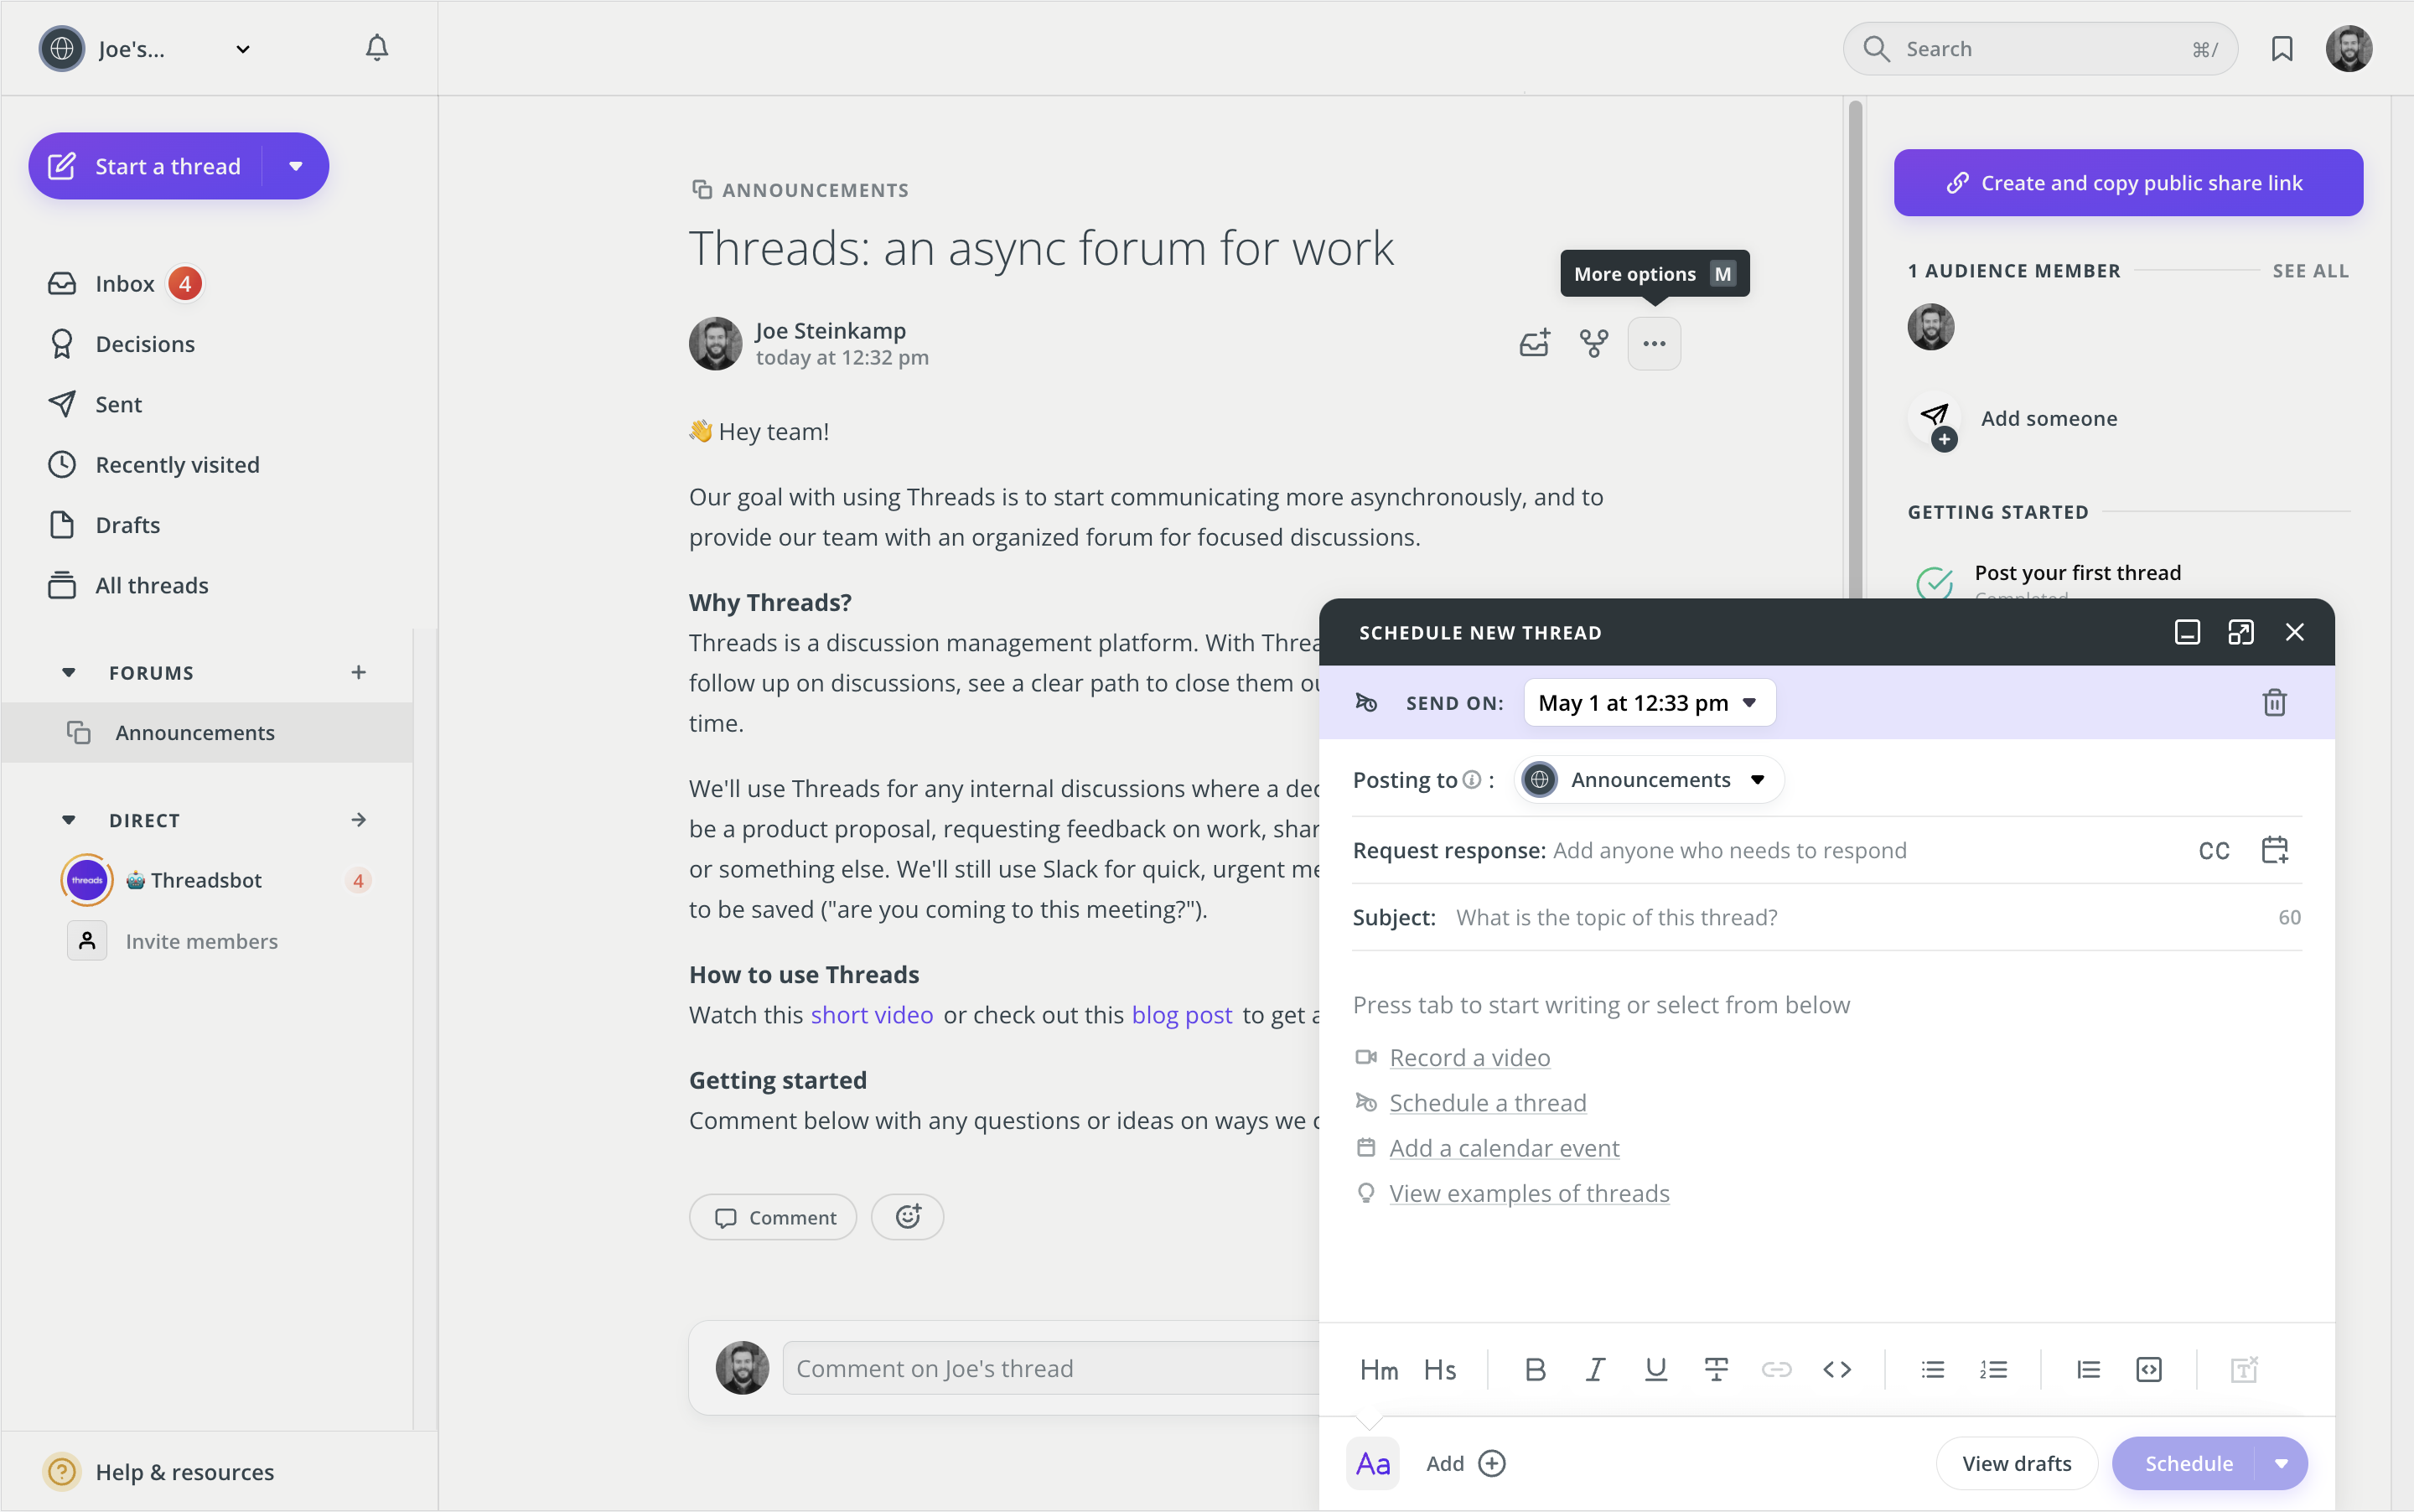 Joe's...
Search
⌘/
Start a thread
Inbox 4
Decisions
Sent
Recently visited
Drafts
All threads
FORUMS
Announcements
DIRECT
threads
Threadsbot 4
Invite members
Help & resources
ANNOUNCEMENTS
Threads: an async forum for work
More options M
Joe Steinkamp
today at 12:32 pm
👋 Hey team!
Our goal with using Threads is to start communicating more asynchronously, and to
provide our team with an organized forum for focused discussions.
Why Threads?
Threads is a discussion management platform. With Threa
follow up on discussions, see a clear path to close them ou
time.
We'll use Threads for any internal discussions where a dec
be a product proposal, requesting feedback on work, shar
or something else. We'll still use Slack for quick, urgent me
to be saved ("are you coming to this meeting?").
How to use Threads
Watch this short video or check out this blog post to get a
Getting started
Comment below with any questions or ideas on ways we c
Comment
Comment on Joe's thread
Create and copy public share link
1 AUDIENCE MEMBER
SEE ALL
Add someone
GETTING STARTED
Post your first thread
Completed
SCHEDULE NEW THREAD
SEND ON: May 1 at 12:33 pm
Posting to : Announcements
Request response: Add anyone who needs to respond CC
Subject: What is the topic of this thread? 60
Press tab to start writing or select from below
Record a video
Schedule a thread
Add a calendar event
View examples of threads
Hm Hs B I U T <>
Aa Add View drafts Schedule